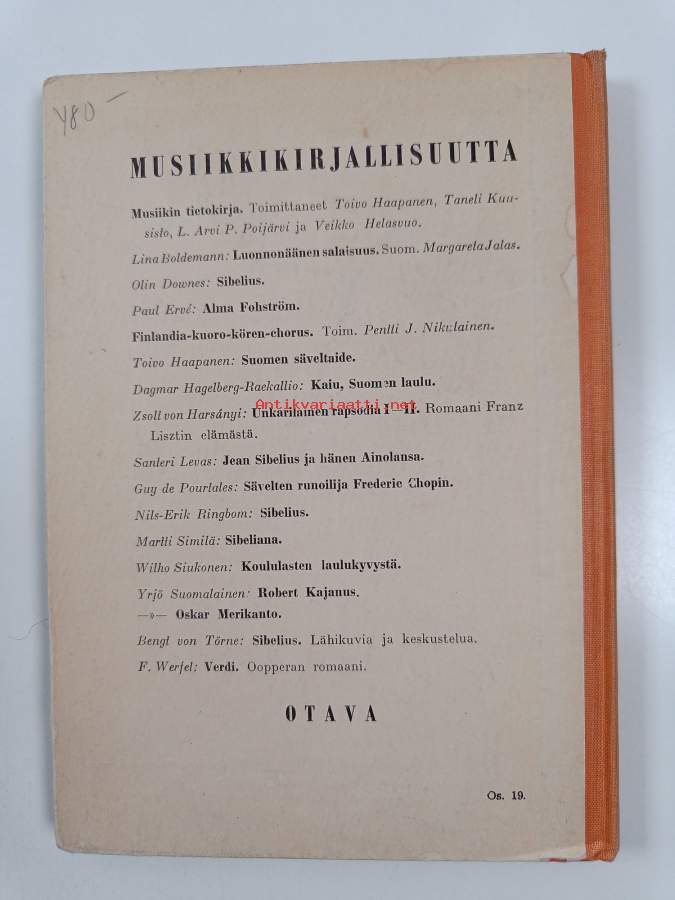 480 —
MUSIIKKIKIRJALLISUUTTA
Musiikin tietokirja. Toimittaneet Toivo Haapanen, Taneli Kuu-
sisto, L. Arvi P. Poijärvi ja Veikko Helasvuo.
Lina Boldemann: Luonnonäänen salaisuus. Suom. Margareta Jalas.
Olin Downes: Sibelius.
Paul Ervé: Alma Fohström.
Finlandia-kuoro-kören-chorus. Toim. Pentti J. Nikulainen.
Toivo Haapanen: Suomen säveltaide.
Dagmar Hagelberg-Raekallio: Kaiu, Suomen laulu.
Antikvariaatti.net
Zsolt von Harsányi: Unkarilainen rapsodia I—II. Romaani Franz
Lisztin elämästä.
Santeri Levas: Jean Sibelius ja hänen Ainolansa.
Guy de Pourtales: Sävelten runoilija Frederic Chopin.
Nils-Erik Ringbom: Sibelius.
Martti Similä: Sibeliana.
Wilho Siukonen: Koululasten laulukyvystä.
Yrjö Suomalainen: Robert Kajanus.
—»— Oskar Merikanto.
Bengt von Törne: Sibelius. Lähikuvia ja keskustelua.
F. Werfel: Verdi. Oopperan romaani.
OTAVA
Os. 19.